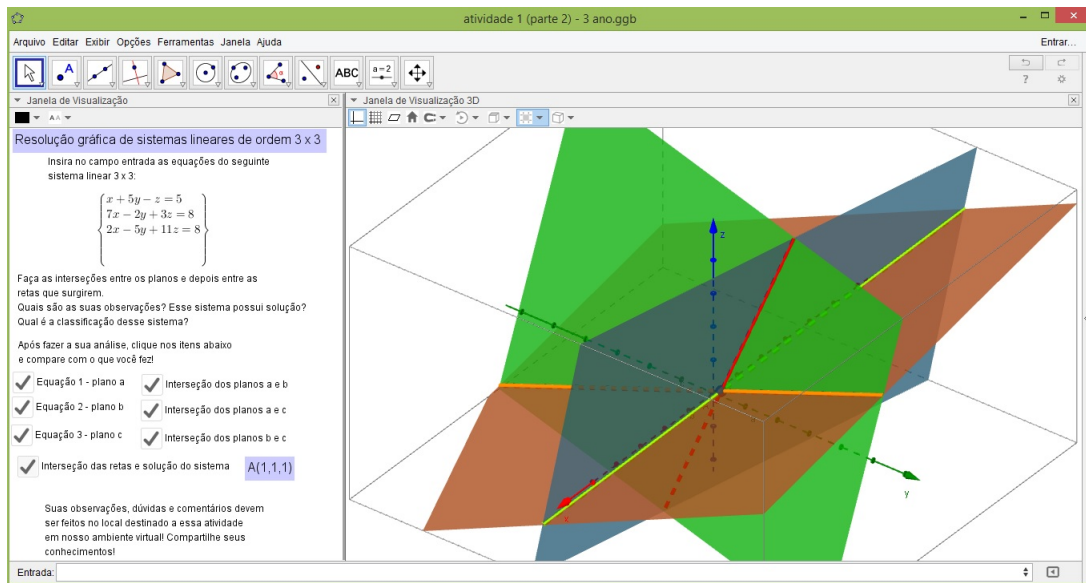 atividade 1 (parte 2) - 3 ano.ggb
Arquivo Editar Exibir Opções Ferramentas Janela Ajuda
Entrar...
A
ABC
a=2
?
Janela de Visualização
Janela de Visualização 3D
AA
Resolução gráfica de sistemas lineares de ordem 3 x 3
Insira no campo entrada as equações do seguinte
sistema linear 3 x 3:
x + 5y − z = 5
7x − 2y + 3z = 8
2x − 5y + 11z = 8
Faça as interseções entre os planos e depois entre as
retas que surgirem.
Quais são as suas observações? Esse sistema possui solução?
Qual é a classificação desse sistema?
Após fazer a sua análise, clique nos itens abaixo
e compare com o que você fez!
Equação 1 - plano a
Interseção dos planos a e b
Equação 2 - plano b
Interseção dos planos a e c
Equação 3 - plano c
Interseção dos planos b e c
Interseção das retas e solução do sistema
A(1,1,1)
Suas observações, dúvidas e comentários devem
ser feitos no local destinado a essa atividade
em nosso ambiente virtual! Compartilhe seus
conhecimentos!
z
x
y
Entrada: